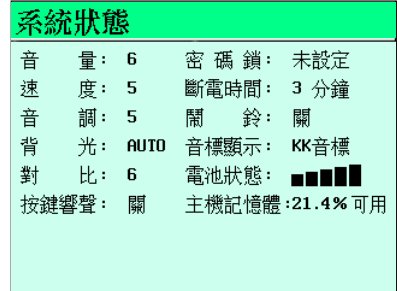 系統狀態
音 量: 6 密 碼 鎖: 未設定
速 度: 5 斷電時間: 3 分鐘
音 調: 5 鬧 鈴: 關
背 光: AUTO 音標顯示: KK音標
對 比: 6 電池狀態:
按鍵響聲: 關 主機記憶體:21.4%可用